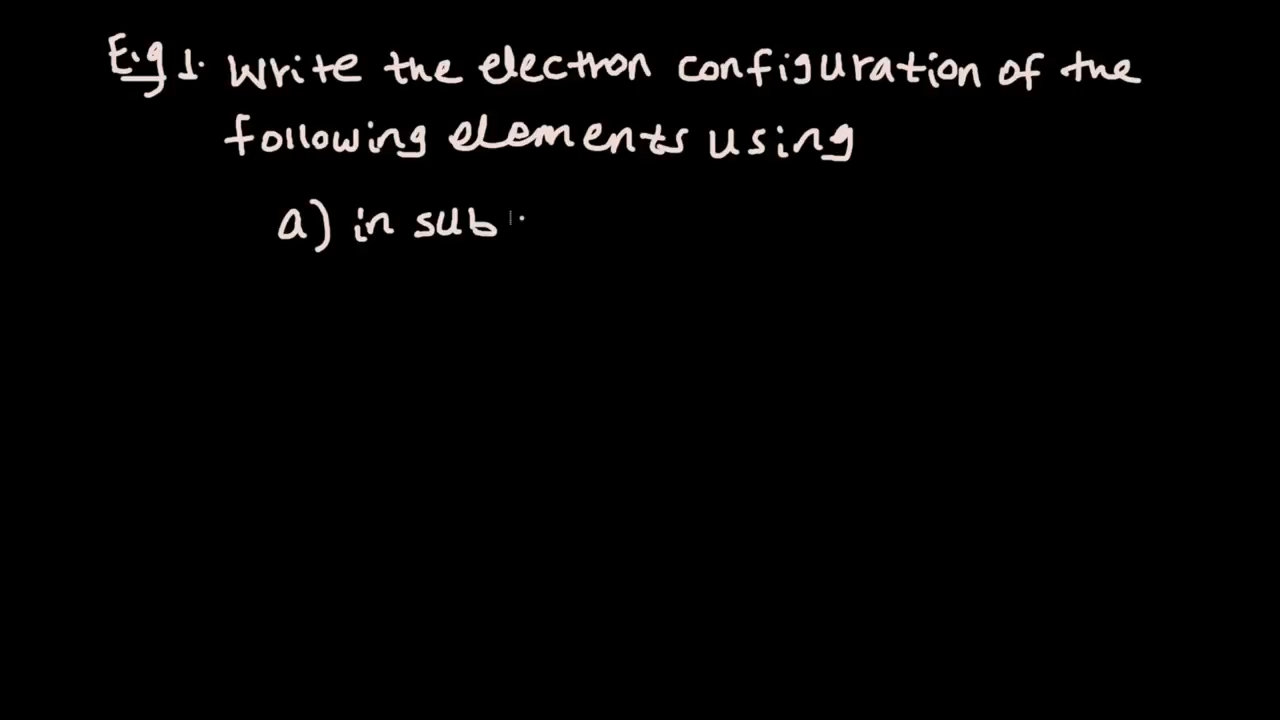 E.g 1. Write the electron configuration of the
following elements using
a) in sub